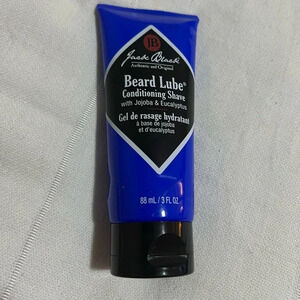 JB
Jack Black
Authentic and Original
Beard Lube®
Conditioning Shave
with Jojoba & Eucalyptus
Gel de rasage hydratant
à base de jojoba
et d'eucalyptus
88 mL / 3 FL OZ